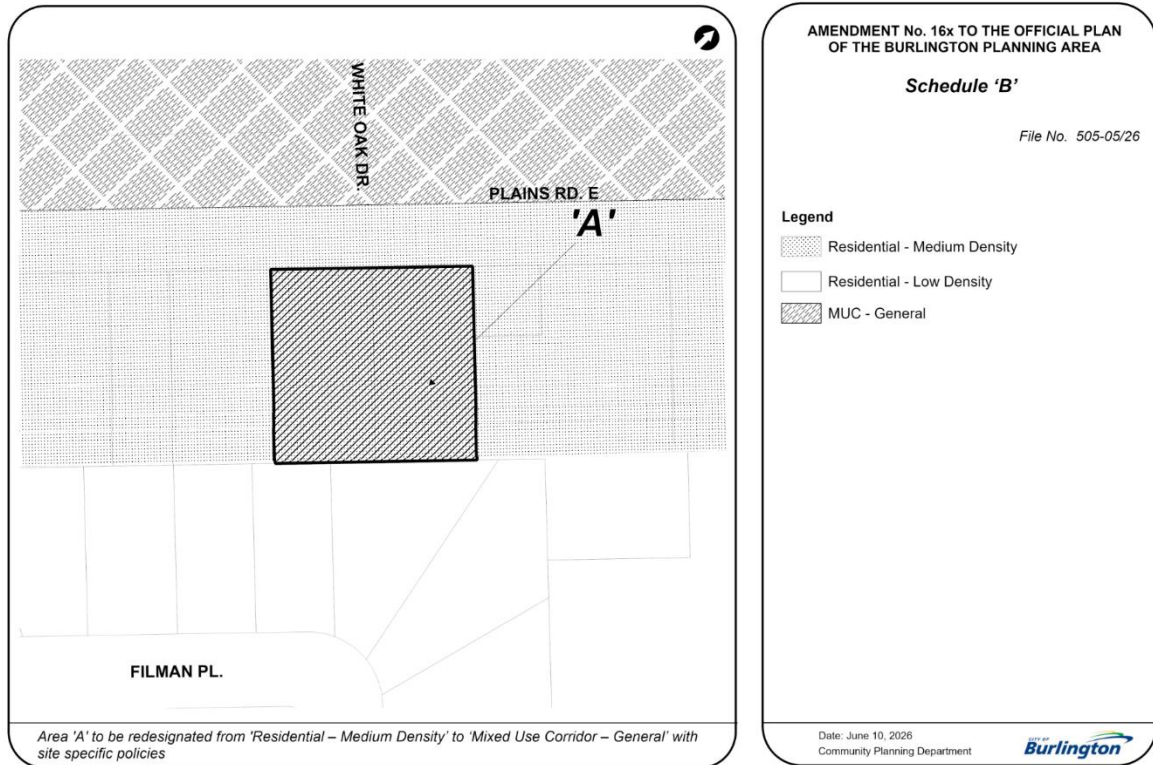 WHITE OAK DR.
PLAINS RD. E
'A'
FILMAN PL.
Area 'A' to be redesignated from 'Residential – Medium Density' to 'Mixed Use Corridor – General' with
site specific policies
AMENDMENT No. 16x TO THE OFFICIAL PLAN
OF THE BURLINGTON PLANNING AREA
Schedule 'B'
File No. 505-05/26
Legend
Residential - Medium Density
Residential - Low Density
MUC - General
Date: June 10, 2026
Community Planning Department
CITY OF
Burlington